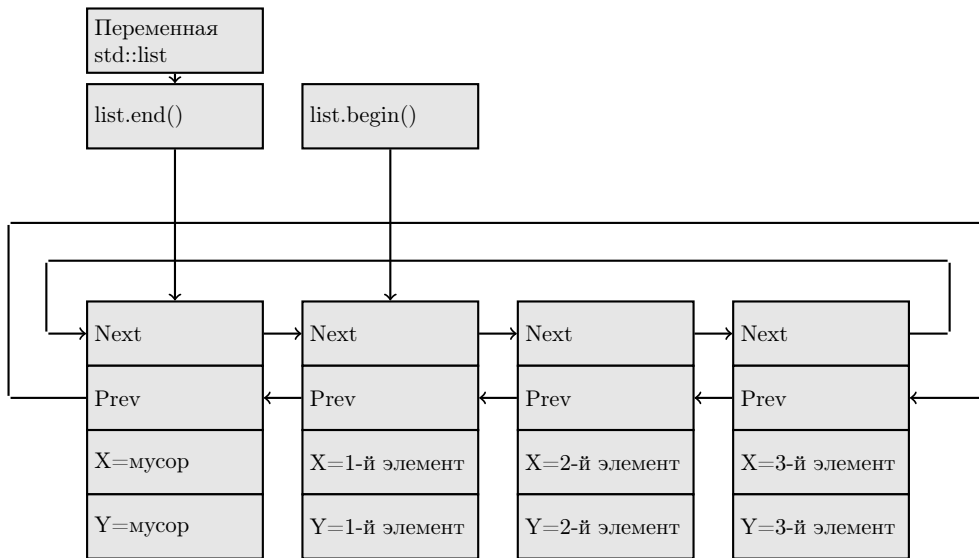 Переменная
std::list
list.end()
list.begin()
Next
Next
Next
Next
Prev
Prev
Prev
Prev
X=мусор
X=1-й элемент
X=2-й элемент
X=3-й элемент
Y=мусор
Y=1-й элемент
Y=2-й элемент
Y=3-й элемент